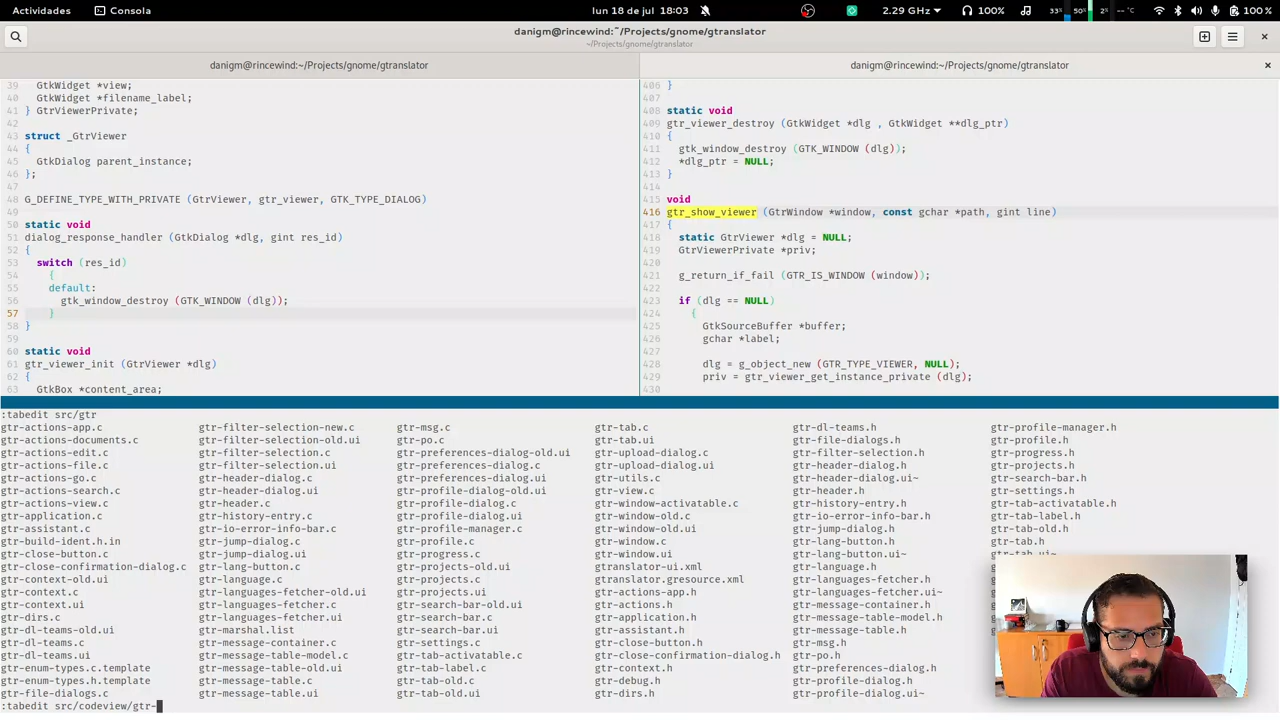 Actividades Consola lun 18 de jul 18:03 2.29 GHz 100% 33% 50% 2% --°C 100 %
danigm@rincewind:~/Projects/gnome/gtranslator
~/Projects/gnome/gtranslator
danigm@rincewind:~/Projects/gnome/gtranslator danigm@rincewind:~/Projects/gnome/gtranslator
39 GtkWidget *view;
40 GtkWidget *filename_label;
41 } GtrViewerPrivate;
42
43 struct _GtrViewer
44 {
45 GtkDialog parent_instance;
46 };
47
48 G_DEFINE_TYPE_WITH_PRIVATE (GtrViewer, gtr_viewer, GTK_TYPE_DIALOG)
49
50 static void
51 dialog_response_handler (GtkDialog *dlg, gint res_id)
52 {
53 switch (res_id)
54 {
55 default:
56 gtk_window_destroy (GTK_WINDOW (dlg));
57 }
58 }
59
60 static void
61 gtr_viewer_init (GtrViewer *dlg)
62 {
63 GtkBox *content_area;
406 }
407
408 static void
409 gtr_viewer_destroy (GtkWidget *dlg , GtkWidget **dlg_ptr)
410 {
411 gtk_window_destroy (GTK_WINDOW (dlg));
412 *dlg_ptr = NULL;
413 }
414
415 void
416 gtr_show_viewer (GtrWindow *window, const gchar *path, gint line)
417 {
418 static GtrViewer *dlg = NULL;
419 GtrViewerPrivate *priv;
420
421 g_return_if_fail (GTR_IS_WINDOW (window));
422
423 if (dlg == NULL)
424 {
425 GtkSourceBuffer *buffer;
426 gchar *label;
427
428 dlg = g_object_new (GTR_TYPE_VIEWER, NULL);
429 priv = gtr_viewer_get_instance_private (dlg);
430
:tabedit src/gtr
gtr-actions-app.c gtr-filter-selection-new.c gtr-msg.c gtr-tab.c gtr-dl-teams.h gtr-profile-manager.h
gtr-actions-documents.c gtr-filter-selection-old.ui gtr-po.c gtr-tab.ui gtr-file-dialogs.h gtr-profile.h
gtr-actions-edit.c gtr-filter-selection.c gtr-preferences-dialog-old.ui gtr-upload-dialog.c gtr-filter-selection.h gtr-progress.h
gtr-actions-file.c gtr-filter-selection.ui gtr-preferences-dialog.c gtr-upload-dialog.ui gtr-header-dialog.h gtr-projects.h
gtr-actions-go.c gtr-header-dialog.c gtr-preferences-dialog.ui gtr-utils.c gtr-header-dialog.ui~ gtr-search-bar.h
gtr-actions-search.c gtr-header-dialog.ui gtr-profile-dialog-old.ui gtr-view.c gtr-header.h gtr-settings.h
gtr-actions-view.c gtr-header.c gtr-profile-dialog.c gtr-window-activatable.c gtr-history-entry.h gtr-tab-activatable.h
gtr-application.c gtr-history-entry.c gtr-profile-dialog.ui gtr-window-old.c gtr-io-error-info-bar.h gtr-tab-label.h
gtr-assistant.c gtr-io-error-info-bar.c gtr-profile-manager.c gtr-window-old.ui gtr-jump-dialog.h gtr-tab-old.h
gtr-build-ident.h.in gtr-jump-dialog.c gtr-profile.c gtr-window.c gtr-lang-button.h gtr-tab.h
gtr-close-button.c gtr-jump-dialog.ui gtr-progress.c gtr-window.ui gtr-lang-button.ui~ gtr-tab.ui~
gtr-close-confirmation-dialog.c gtr-lang-button.c gtr-projects-old.ui gtranslator-ui.xml gtr-language.h
gtr-context-old.ui gtr-language.c gtr-projects.c gtranslator.gresource.xml gtr-languages-fetcher.h
gtr-context.c gtr-languages-fetcher-old.ui gtr-projects.ui gtr-actions-app.h gtr-languages-fetcher.ui~
gtr-context.ui gtr-languages-fetcher.c gtr-search-bar-old.ui gtr-actions.h gtr-message-container.h
gtr-dirs.c gtr-languages-fetcher.ui gtr-search-bar.c gtr-application.h gtr-message-table-model.h
gtr-dl-teams-old.ui gtr-marshal.list gtr-search-bar.ui gtr-assistant.h gtr-message-table.h
gtr-dl-teams.c gtr-message-container.c gtr-settings.c gtr-close-button.h gtr-msg.h
gtr-dl-teams.ui gtr-message-table-model.c gtr-tab-activatable.c gtr-close-confirmation-dialog.h gtr-po.h
gtr-enum-types.c.template gtr-message-table-old.ui gtr-tab-label.c gtr-context.h gtr-preferences-dialog.h
gtr-enum-types.h.template gtr-message-table.c gtr-tab-old.c gtr-debug.h gtr-profile-dialog.h
gtr-file-dialogs.c gtr-message-table.ui gtr-tab-old.ui gtr-dirs.h gtr-profile-dialog.ui~
:tabedit src/codeview/gtr-